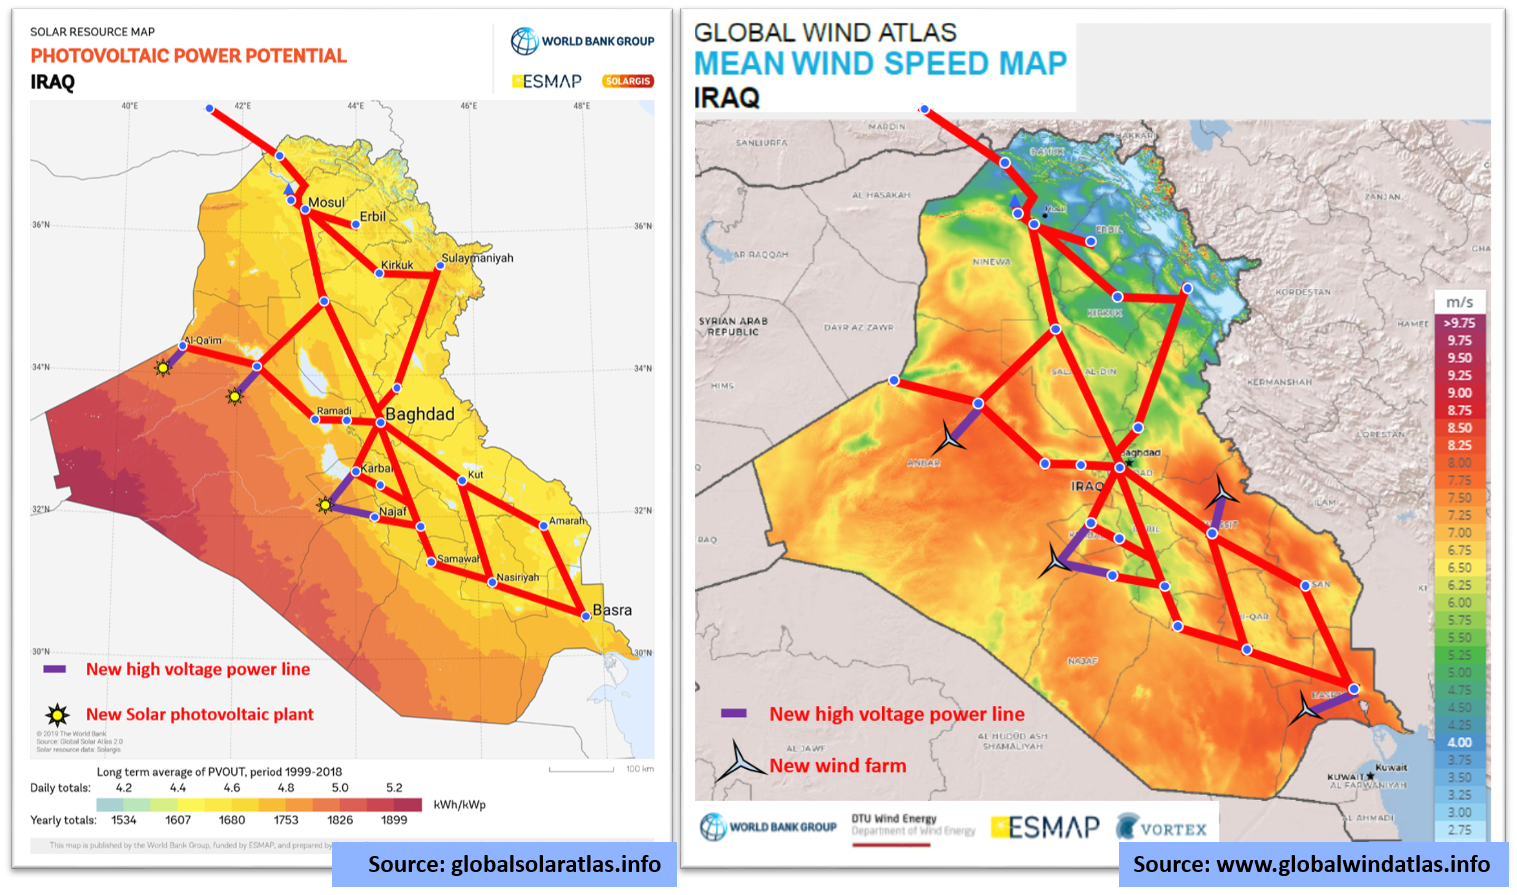 SOLAR RESOURCE MAP
PHOTOVOLTAIC POWER POTENTIAL
IRAQ
WORLD BANK GROUP
ESMAP
SOLARGIS
40°E
42°E
44°E
46°E
48°E
36°N
36°N
34°N
34°N
32°N
32°N
30°N
30°N
Mosul
Erbil
Kirkuk
Sulaymaniyah
Al-Qa'im
Ramadi
Baghdad
Karbal
Kut
Najaf
Amarah
Samawah
Nasiriyah
Basra
New high voltage power line
New Solar photovoltaic plant
© 2019 The World Bank
Source: Global Solar Atlas 2.0
Solar resource data: Solargis
100 km
Long term average of PVOUT, period 1999-2018
Daily totals: 4.2 4.4 4.6 4.8 5.0 5.2
kWh/kWp
Yearly totals: 1534 1607 1680 1753 1826 1899
This map is published by the World Bank Group, funded by ESMAP, and prepared by
Source: globalsolaratlas.info
GLOBAL WIND ATLAS
MEAN WIND SPEED MAP
IRAQ
MARDIN
SANLIURFA
HAKKARI
DAHUK
AL HASAKAH
ZANJAN
ERBIL
AR RAQQAH
NINEWA
KORDESTAN
SYRIAN ARAB
REPUBLIC
DAYR AZ ZAWR
KIRKUK
HAMEE
HIMS
SALAH AL-DIN
KERMANSHAH
LORESTAN
ANBAR
Baghdad
IRAQ
ILAM
NAJAF
AL JAWF
AL HUDUD ASH
SHAMALIYAH
KUWAIT
Kuwait
AL FARWANIYAH
AL AHMADI
m/s
>9.75
9.75
9.50
9.25
9.00
8.75
8.50
8.25
8.00
7.75
7.50
7.25
7.00
6.75
6.50
6.25
6.00
5.75
5.50
5.25
5.00
4.75
4.50
4.25
4.00
3.75
3.50
3.25
3.00
2.75
New high voltage power line
New wind farm
WORLD BANK GROUP
DTU Wind Energy
Department of Wind Energy
ESMAP
VORTEX
Source: www.globalwindatlas.info